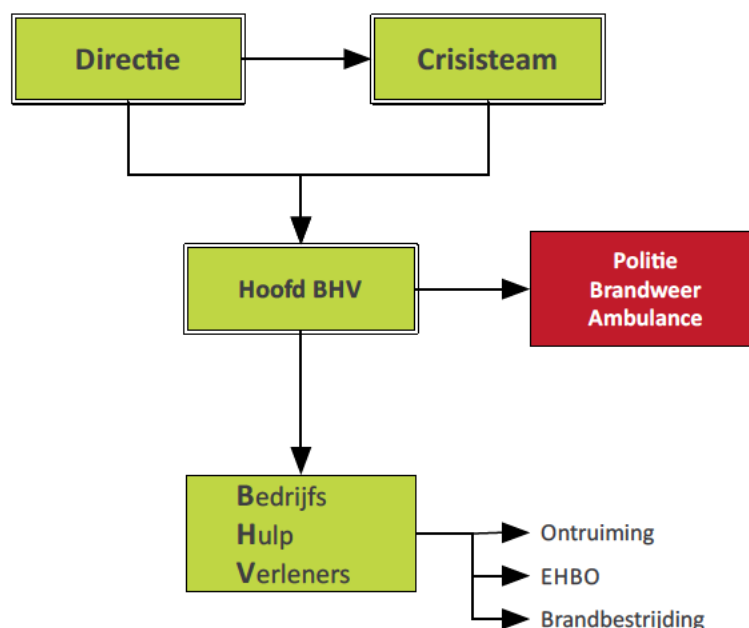 Directie
Crisisteam
Hoofd BHV
Politie
Brandweer
Ambulance
Bedrijfs
Hulp
Verleners
Ontruiming
EHBO
Brandbestrijding